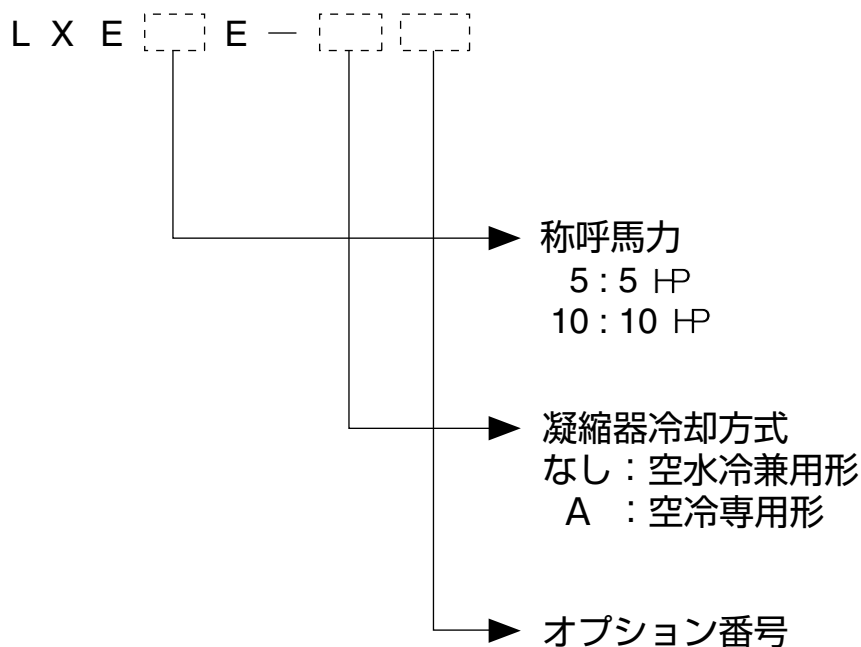 LXE E－
称呼馬力
5 : 5 HP
10 : 10 HP
凝縮器冷却方式
なし：空水冷兼用形
A ：空冷専用形
オプション番号